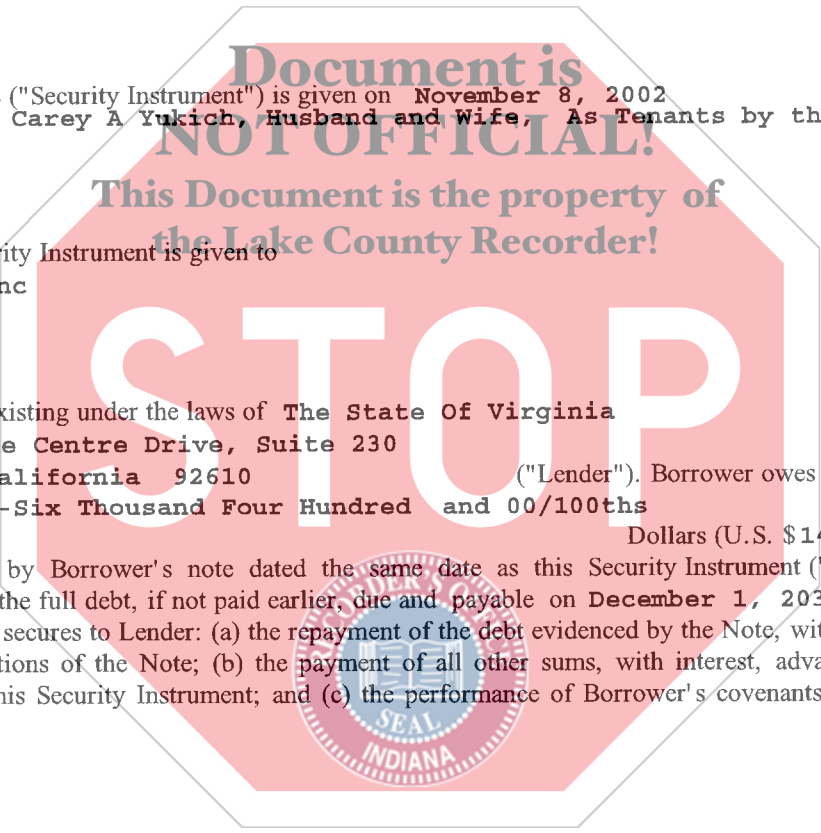 Document is
("Security Instrument") is given on November 8, 2002
Carey A Yukich, Husband and Wife, As Tenants by th
NOT OFFICIAL!
This Document is the property of
the Lake County Recorder!
rity Instrument is given to
nc
STOP
xisting under the laws of The State Of Virginia
e Centre Drive, Suite 230
alifornia 92610 ("Lender"). Borrower owes
-Six Thousand Four Hundred and 00/100ths
Dollars (U.S. $14
by Borrower's note dated the same date as this Security Instrument ("
the full debt, if not paid earlier, due and payable on December 1, 203
secures to Lender: (a) the repayment of the debt evidenced by the Note, wit
tions of the Note; (b) the payment of all other sums, with interest, adva
his Security Instrument; and (c) the performance of Borrower's covenants
RECORDER'S OFFICE
SEAL
INDIANA